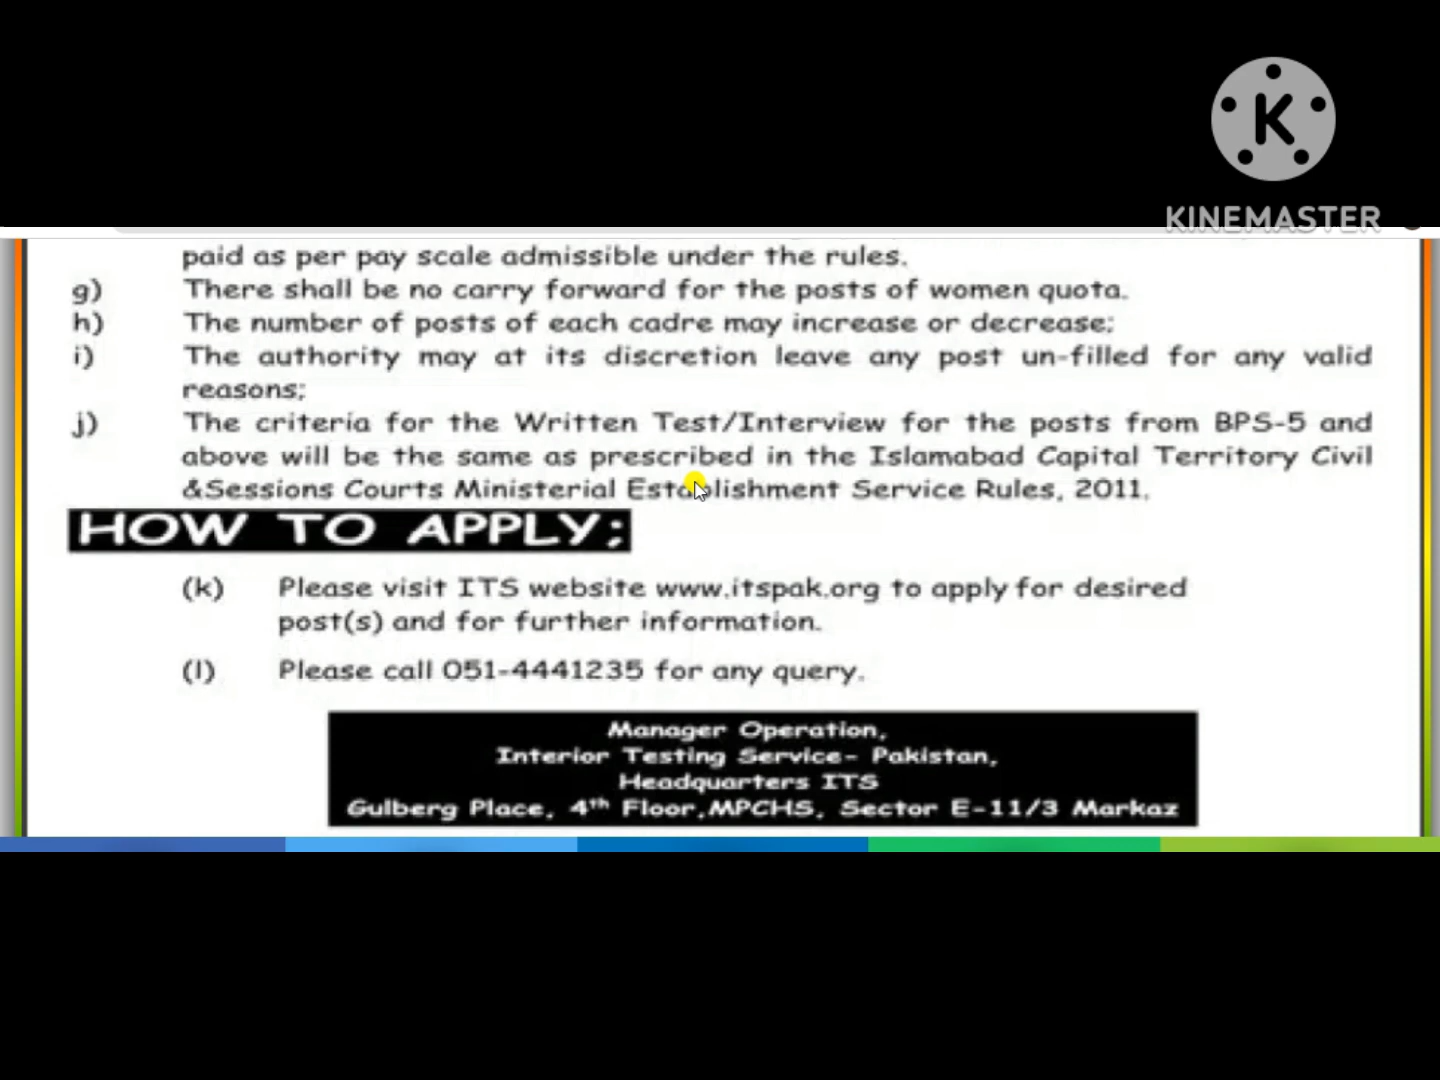 K
KINEMASTER
paid as per pay scale admissible under the rules.
g) There shall be no carry forward for the posts of women quota.
h) The number of posts of each cadre may increase or decrease;
i) The authority may at its discretion leave any post un-filled for any valid
reasons;
j) The criteria for the Written Test/Interview for the posts from BPS-5 and
above will be the same as prescribed in the Islamabad Capital Territory Civil
&Sessions Courts Ministerial Establishment Service Rules, 2011.
HOW TO APPLY;
(k) Please visit ITS website www.itspak.org to apply for desired
post(s) and for further information.
(l) Please call 051-4441235 for any query.
Manager Operation,
Interior Testing Service- Pakistan,
Headquarters ITS
Gulberg Place, 4th Floor,MPCHS, Sector E-11/3 Markaz